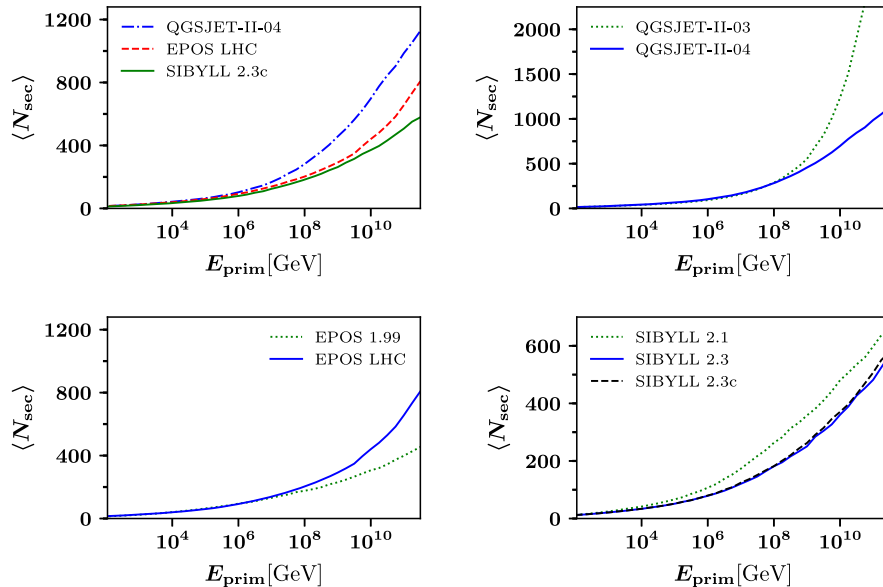 QGSJET-II-04
EPOS LHC
SIBYLL 2.3c
1200
800
400
0
⟨N_sec⟩
10^4 10^6 10^8 10^10
E_prim[GeV]
QGSJET-II-03
QGSJET-II-04
2000
1500
1000
500
0
⟨N_sec⟩
10^4 10^6 10^8 10^10
E_prim[GeV]
EPOS 1.99
EPOS LHC
1200
800
400
0
⟨N_sec⟩
10^4 10^6 10^8 10^10
E_prim[GeV]
SIBYLL 2.1
SIBYLL 2.3
SIBYLL 2.3c
600
400
200
0
⟨N_sec⟩
10^4 10^6 10^8 10^10
E_prim[GeV]